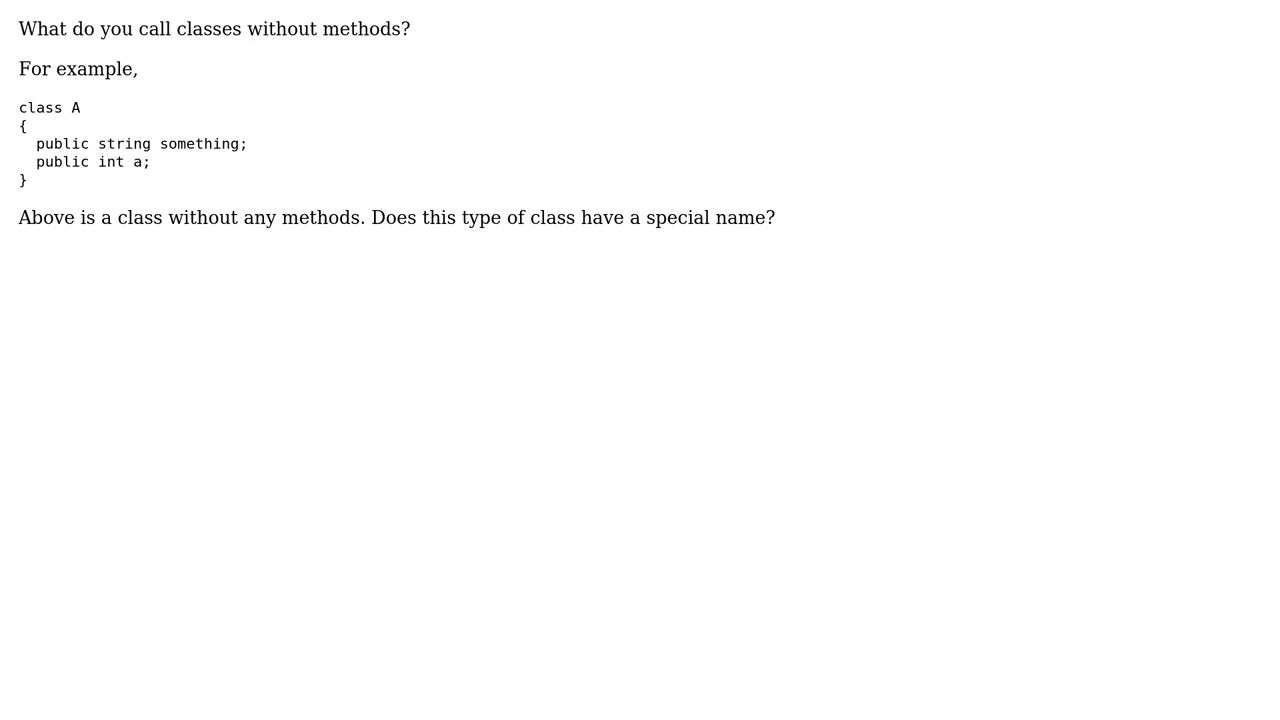 What do you call classes without methods?
For example,
class A
{
  public string something;
  public int a;
}
Above is a class without any methods. Does this type of class have a special name?